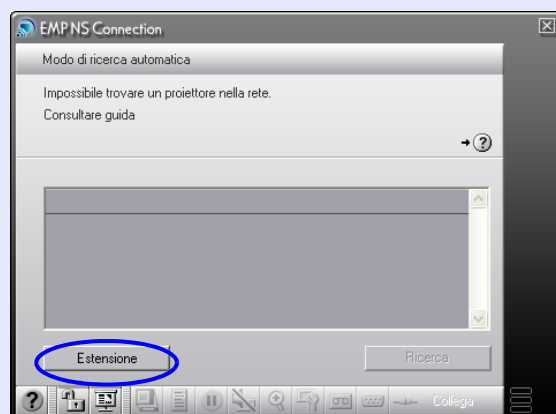 EMP NS Connection
Modo di ricerca automatica
Impossibile trovare un proiettore nella rete.
Consultare guida
Estensione
Ricerca
Collega